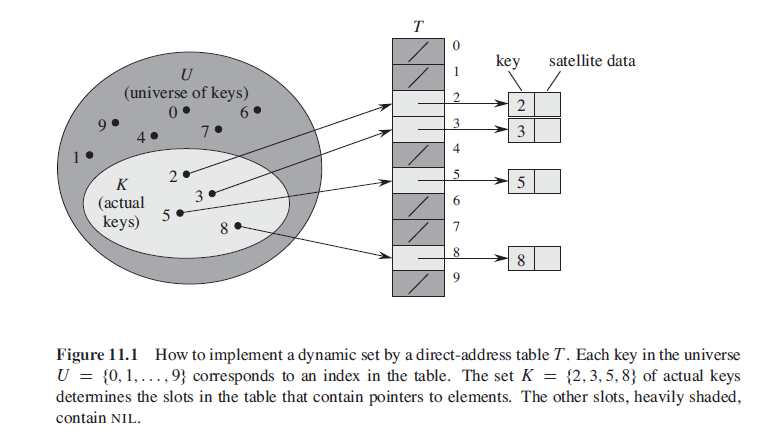 T
U
(universe of keys)
0
6
9
4
7
1
K
(actual
keys)
2
3
5
8
0
1
2
3
4
5
6
7
8
9
key satellite data
2
3
5
8
Figure 11.1 How to implement a dynamic set by a direct-address table T. Each key in the universe
U = {0, 1, . . . , 9} corresponds to an index in the table. The set K = {2, 3, 5, 8} of actual keys
determines the slots in the table that contain pointers to elements. The other slots, heavily shaded,
contain NIL.